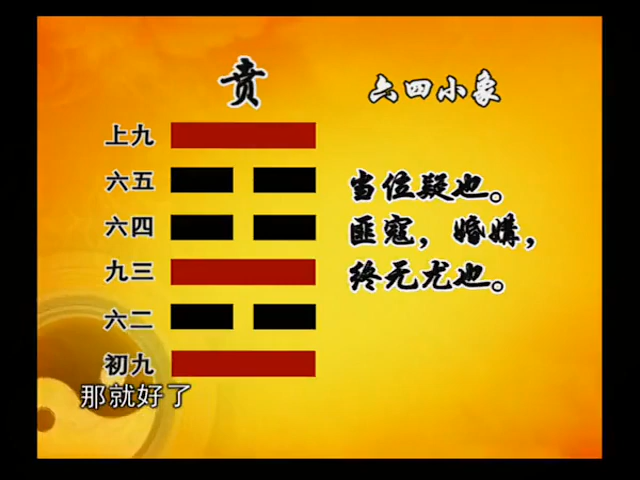 贲
六四小象
上九
六五
六四
九三
六二
初九
当位疑也。
匪寇，婚媾，
终无尤也。
那就好了